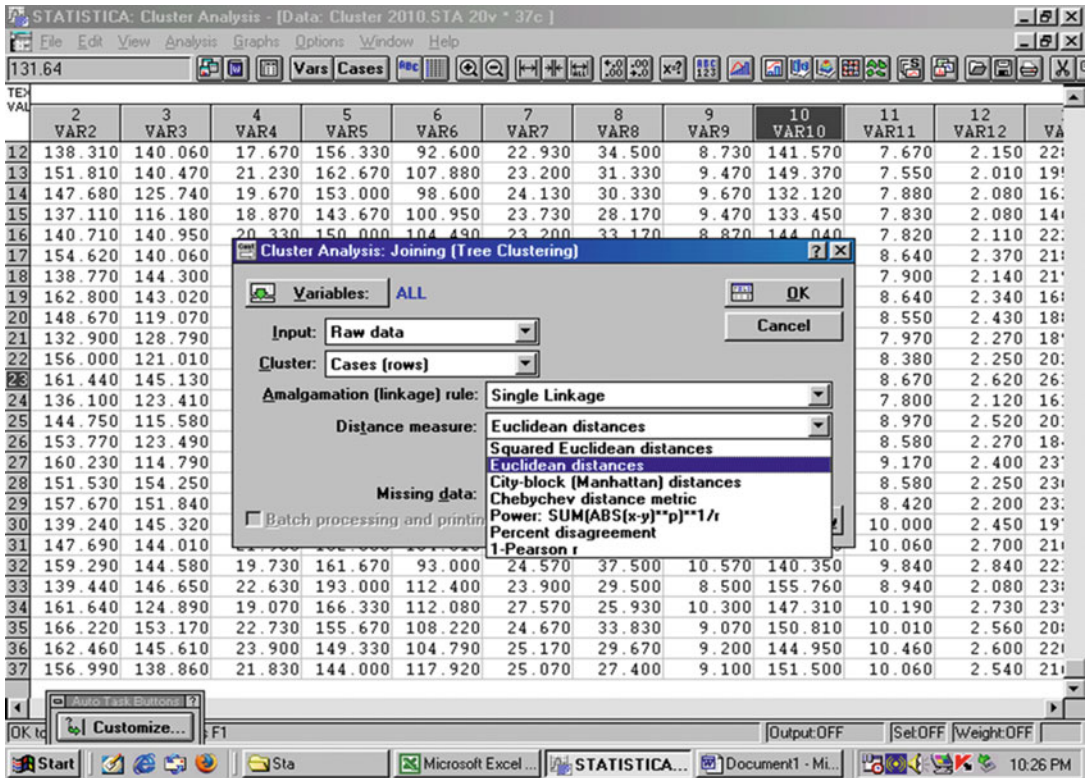 STATISTICA: Cluster Analysis - [Data: Cluster 2010.STA 20v * 37c ]
File Edit View Analysis Graphs Options Window Help
131.64 Vars Cases ABC
TEX
VAL 2 3 4 5 6 7 8 9 10 11 12
VAR2 VAR3 VAR4 VAR5 VAR6 VAR7 VAR8 VAR9 VAR10 VAR11 VAR12 VA
12 138.310 140.060 17.670 156.330 92.600 22.930 34.500 8.730 141.570 7.670 2.150
13 151.810 140.470 21.230 162.670 107.880 23.200 31.330 9.470 149.370 7.550 2.010
14 147.680 125.740 19.670 153.000 98.600 24.130 30.330 9.670 132.120 7.880 2.080
15 137.110 116.180 18.870 143.670 100.950 23.730 28.170 9.470 133.450 7.830 2.080
16 140.710 140.950 20.330 150.000 104.490 23.200 33.170 8.870 144.040 7.820 2.110
17 154.620 140.060 8.640 2.370
18 138.770 144.300 7.900 2.140
19 162.800 143.020 8.640 2.340
20 148.670 119.070 8.550 2.430
21 132.900 128.790 7.970 2.270
22 156.000 121.010 8.380 2.250
23 161.440 145.130 8.670 2.620
24 136.100 123.410 7.800 2.120
25 144.750 115.580 8.970 2.520
26 153.770 123.490 8.580 2.270
27 160.230 114.790 9.170 2.400
28 151.530 154.250 8.580 2.250
29 157.670 151.840 8.420 2.200
30 139.240 145.320 10.000 2.450
31 147.690 144.010 10.060 2.700
32 159.290 144.580 19.730 161.670 93.000 24.570 37.500 10.570 140.350 9.840 2.840
33 139.440 146.650 22.630 193.000 112.400 23.900 29.500 8.500 155.760 8.940 2.080
34 161.640 124.890 19.070 166.330 112.080 27.570 25.930 10.300 147.310 10.190 2.730
35 166.220 153.170 22.730 155.670 108.220 24.670 33.830 9.070 150.810 10.010 2.560
36 162.460 145.610 23.900 149.330 104.790 25.170 29.670 9.200 144.950 10.460 2.600
37 156.990 138.860 21.830 144.000 117.920 25.070 27.400 9.100 151.500 10.060 2.540
Cluster Analysis: Joining (Tree Clustering)
Variables: ALL OK
Cancel
Input: Raw data
Cluster: Cases (rows)
Amalgamation (linkage) rule: Single Linkage
Distance measure: Euclidean distances
Squared Euclidean distances
Euclidean distances
City-block (Manhattan) distances
Missing data:
Chebychev distance metric
Batch processing and printin
Power: SUM(ABS(x-y)**p)**1/r
Percent disagreement
1-Pearson r
Auto Task Buttons ?
Customize...
OK to F1 Output:OFF Sel:OFF Weight:OFF
Start Sta Microsoft Excel ... STATISTICA... Document1 - Mi... 10:26 PM